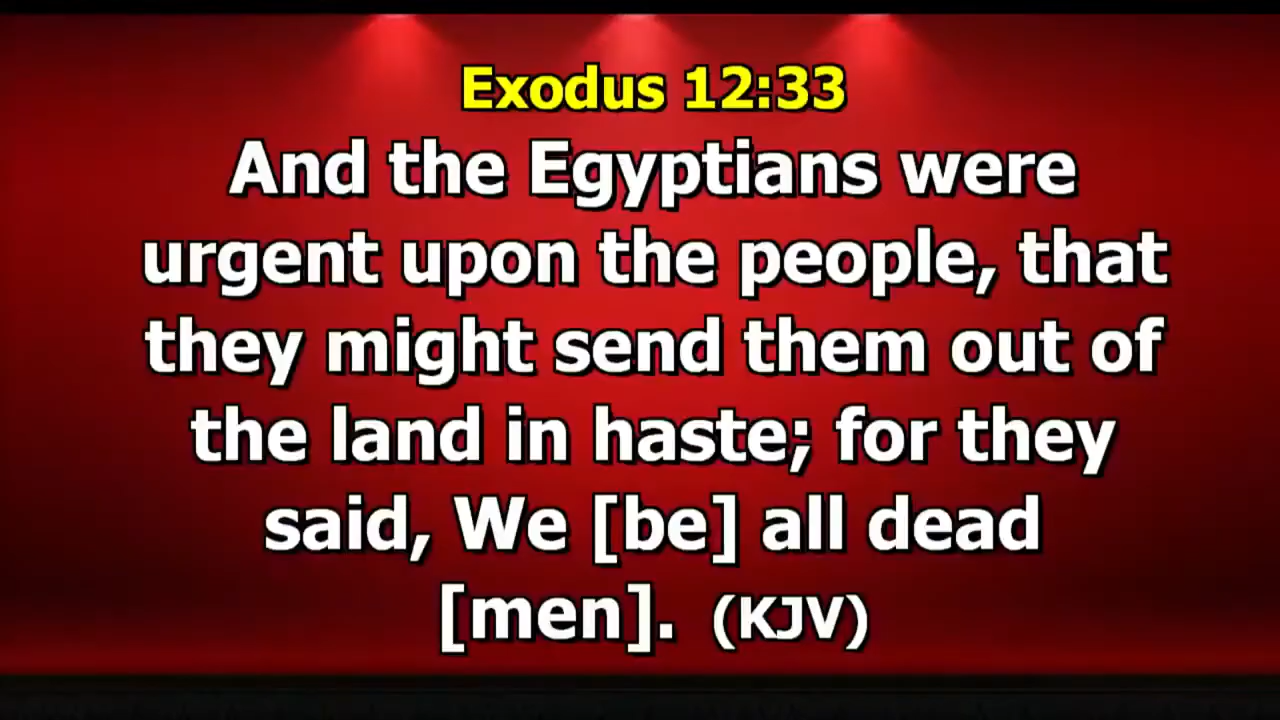 Exodus 12:33
And the Egyptians were
urgent upon the people, that
they might send them out of
the land in haste; for they
said, We [be] all dead
[men]. (KJV)